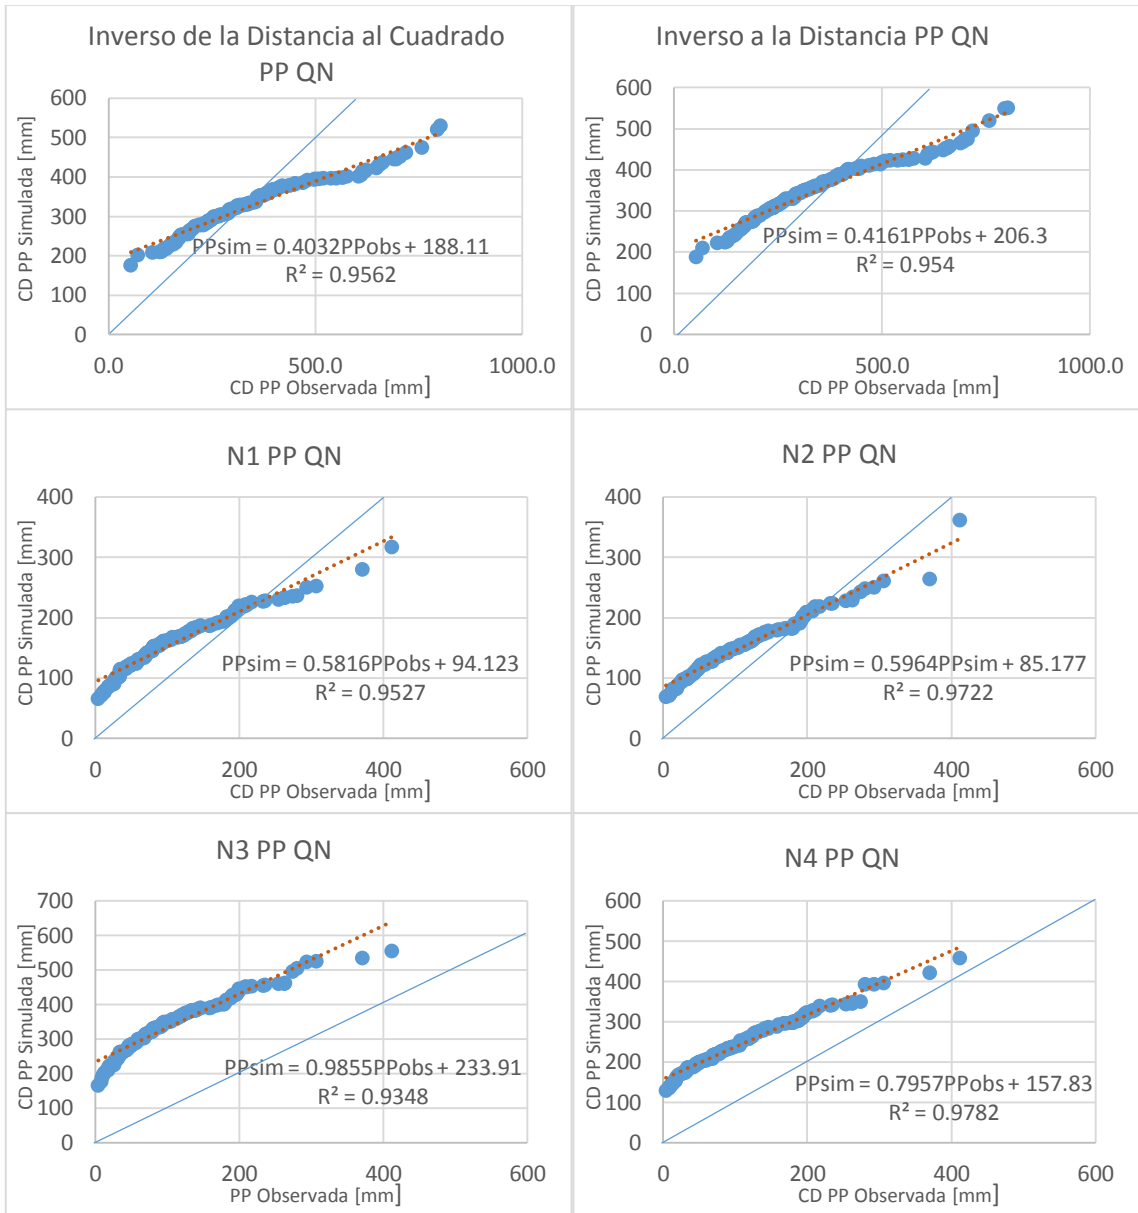 Inverso de la Distancia al Cuadrado
PP QN
CD PP Simulada [mm]
600
500
400
300
200
100
0
PPsim = 0.4032PPobs + 188.11
R² = 0.9562
0.0
500.0
1000.0
CD PP Observada [mm]
Inverso a la Distancia PP QN
CD PP Simulada [mm]
600
500
400
300
200
100
0
PPsim = 0.4161PPobs + 206.3
R² = 0.954
0.0
500.0
1000.0
CD PP Observada [mm]
N1 PP QN
CD PP Simulada [mm]
400
300
200
100
0
PPsim = 0.5816PPobs + 94.123
R² = 0.9527
0
200
400
600
CD PP Observada [mm]
N2 PP QN
CD PP Simulada [mm]
400
300
200
100
0
PPsim = 0.5964PPsim + 85.177
R² = 0.9722
0
200
400
600
CD PP Observada [mm]
N3 PP QN
CD PP Simulada [mm]
700
600
500
400
300
200
100
0
PPsim = 0.9855PPobs + 233.91
R² = 0.9348
0
200
400
600
PP Observada [mm]
N4 PP QN
CD PP Simulada [mm]
600
500
400
300
200
100
0
PPsim = 0.7957PPobs + 157.83
R² = 0.9782
0
200
400
600
CD PP Observada [mm]